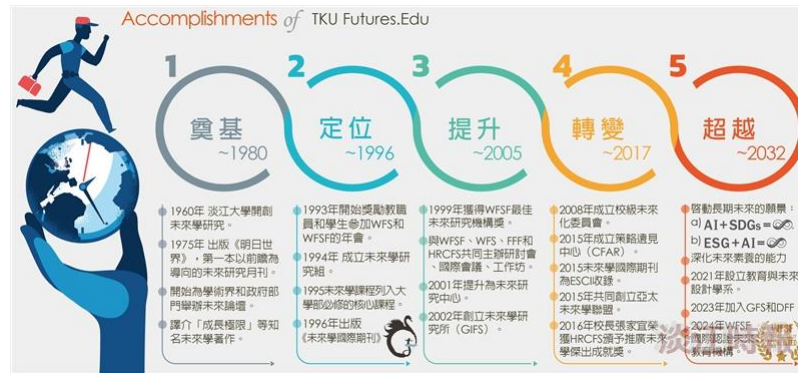 Accomplishments of TKU Futures.Edu
1
奠基
~1980
1960年 淡江大學開創
未來學研究。
1975年 出版《明日世
界》，第一本以前瞻為
導向的未來研究月刊。
開始為學術界和政府部
門舉辦未來論壇。
譯介「成長極限」等知
名未來學著作。
2
定位
~1996
1993年開始獎勵教職
員和學生參加WFS和
WFSF的年會。
1994年 成立未來學研
究組。
1995未來學課程列入大
學部必修的核心課程。
1996年出版
《未來學國際期刊》
3
提升
~2005
1999年獲得WFSF最佳
未來研究機構獎。
與WFSF、WFS、FFF和
HRCFS共同主辦研討會
、國際會議、工作坊。
2001年提升為未來研
究中心。
2002年創立未來學研
究所（GIFS）。
4
轉變
~2017
2008年成立校級未來
化委員會。
2015年成立策略遠見
中心（CFAR）。
2015未來學國際期刊
為ESCI收錄。
2015年共同創立亞太
未來學聯盟。
2016年校長張家宜榮
獲HRCFS頒予推廣未來
學傑出成就獎。
5
超越
~2032
啟動長期未來的願景：
a) AI+SDGs=∞
b) ESG+AI=∞
深化未來素養的能力
2021年設立教育與未來
設計學系。
2023年加入GFS和DFF
2024年WFSF
國際認證未來
教育機構
淡江時報